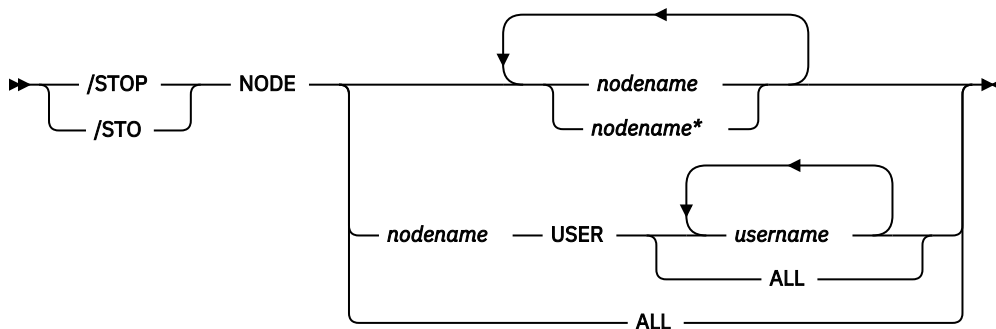 /STOP NODE nodename
/STO nodename*
nodename USER username
ALL
ALL